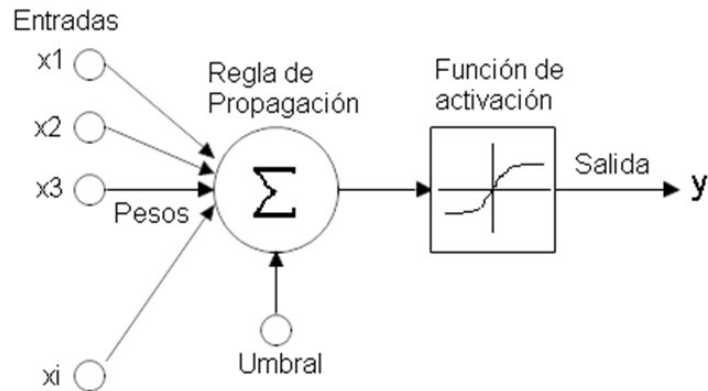 Entradas
x1
x2
x3
xi
Pesos
Regla de
Propagación
Σ
Umbral
Función de
activación
Salida
y